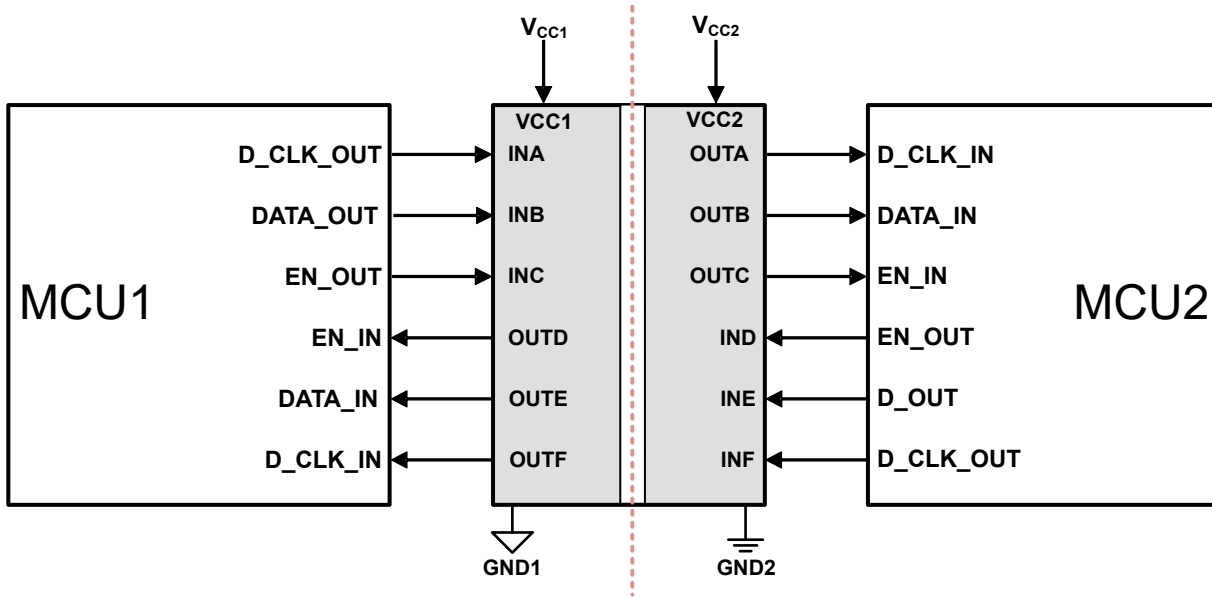 VCC1 VCC2
VCC1 VCC2
D_CLK_OUT INA OUTA D_CLK_IN
DATA_OUT INB OUTB DATA_IN
EN_OUT INC OUTC EN_IN
MCU1 MCU2
EN_IN OUTD IND EN_OUT
DATA_IN OUTE INE D_OUT
D_CLK_IN OUTF INF D_CLK_OUT
GND1 GND2